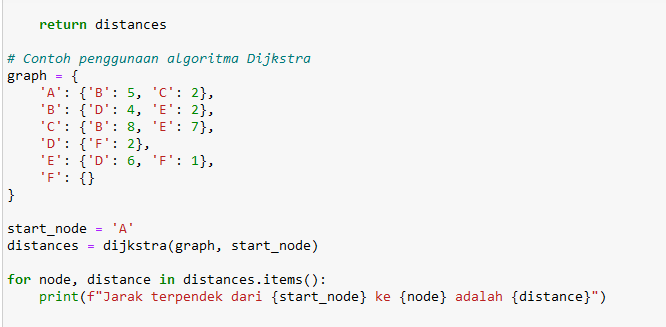 return distances
# Contoh penggunaan algoritma Dijkstra
graph = {
    'A': {'B': 5, 'C': 2},
    'B': {'D': 4, 'E': 2},
    'C': {'B': 8, 'E': 7},
    'D': {'F': 2},
    'E': {'D': 6, 'F': 1},
    'F': {}
}
start_node = 'A'
distances = dijkstra(graph, start_node)
for node, distance in distances.items():
    print(f"Jarak terpendek dari {start_node} ke {node} adalah {distance}")